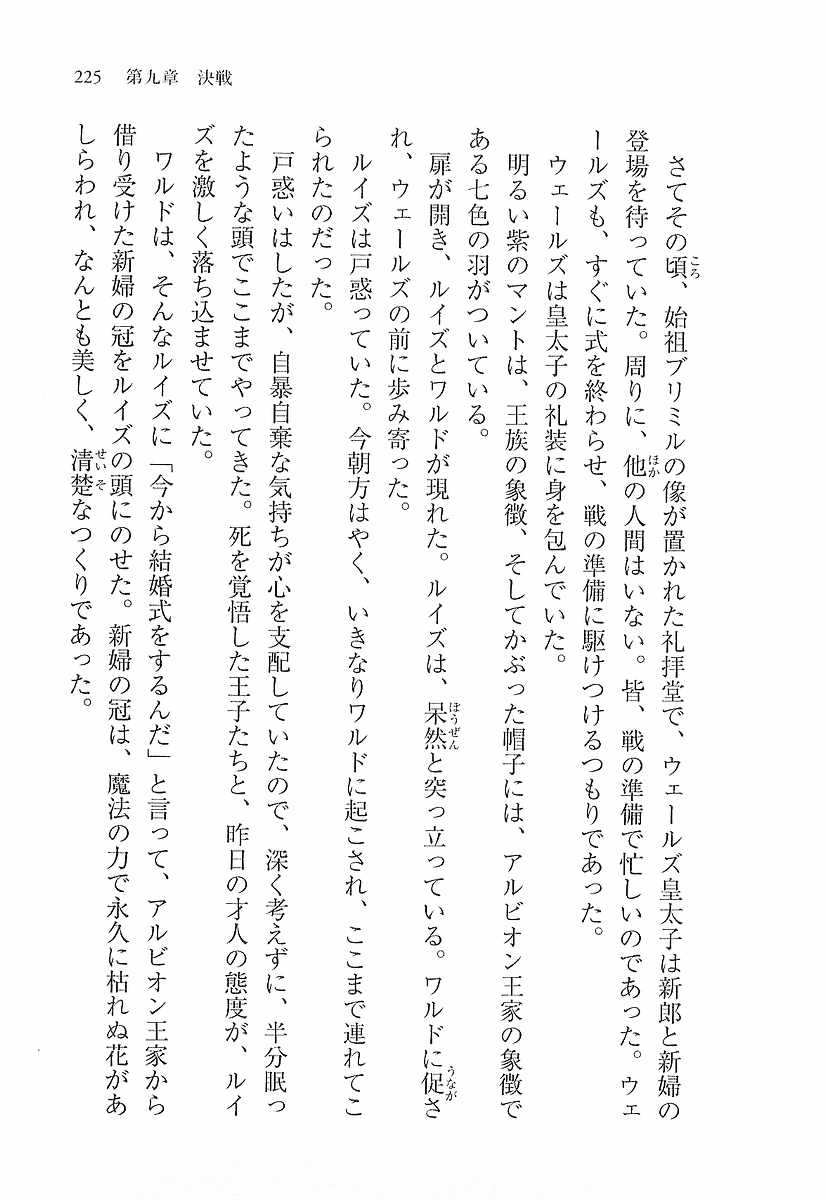 225　第九章　決戦
さてその頃、始祖ブリミルの像が置かれた礼拝堂で、ウェールズ皇太子は新郎と新婦の
登場を待っていた。周りに、他の人間はいない。皆、戦の準備で忙しいのであった。ウェ
ールズも、すぐに式を終わらせ、戦の準備に駆けつけるつもりであった。
ウェールズは皇太子の礼装に身を包んでいた。
明るい紫のマントは、王族の象徴、そしてかぶった帽子には、アルビオン王家の象徴で
ある七色の羽がついている。
扉が開き、ルイズとワルドが現れた。ルイズは、呆然と突っ立っている。ワルドに促さ
れ、ウェールズの前に歩み寄った。
ルイズは戸惑っていた。今朝方はやく、いきなりワルドに起こされ、ここまで連れてこ
られたのだった。
戸惑いはしたが、自暴自棄な気持ちが心を支配していたので、深く考えずに、半分眠っ
たような頭でここまでやってきた。死を覚悟した王子たちと、昨日の才人の態度が、ルイ
ズを激しく落ち込ませていた。
ワルドは、そんなルイズに「今から結婚式をするんだ」と言って、アルビオン王家から
借り受けた新婦の冠をルイズの頭にのせた。新婦の冠は、魔法の力で永久に枯れぬ花があ
しらわれ、なんとも美しく、清楚なつくりであった。